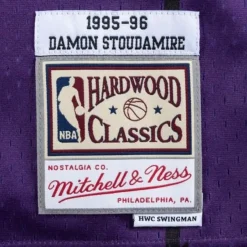 1995-96
DAMON STOUDAMIRE
HARDWOOD
NBA
CLASSICS
NOSTALGIA CO.
Mitchell & Ness
PHILADELPHIA, PA.
HWC SWINGMAN